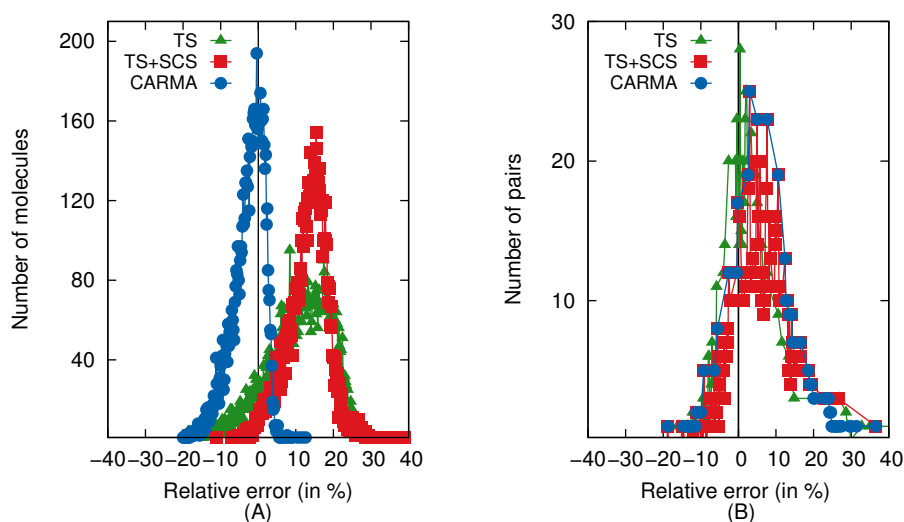 TS
TS+SCS
CARMA
200
160
120
80
40
Number of molecules
−40 −30 −20 −10 0 10 20 30 40
Relative error (in %)
(A)
TS
TS+SCS
CARMA
30
20
10
Number of pairs
−40 −30 −20 −10 0 10 20 30 40
Relative error (in %)
(B)